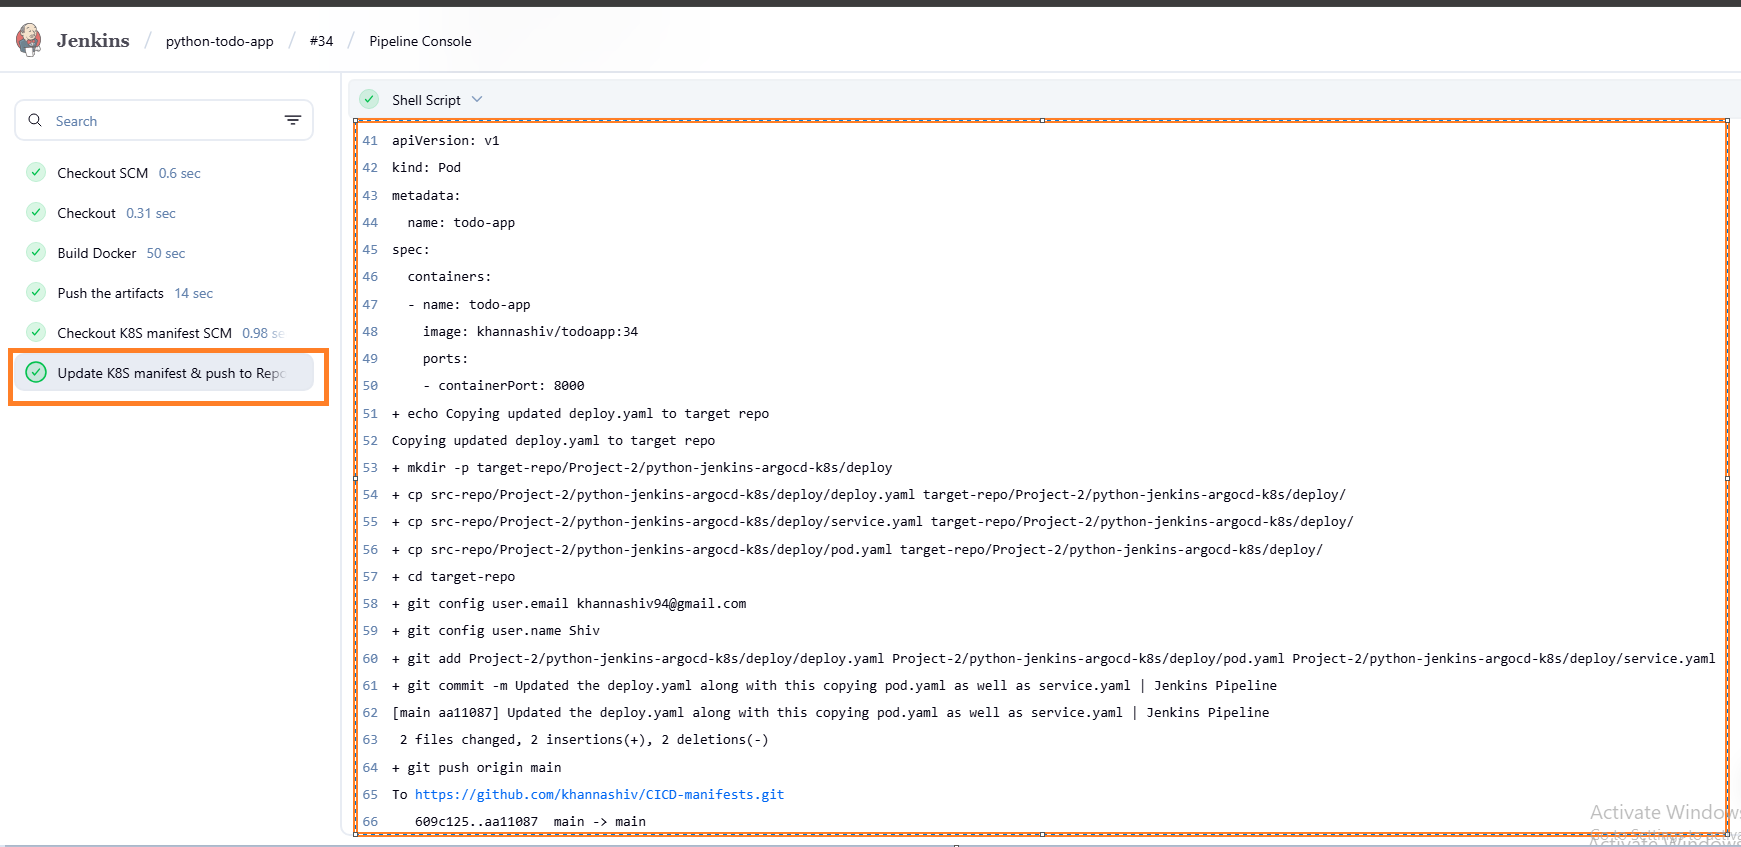 Jenkins / python-todo-app / #34 / Pipeline Console
Search
Checkout SCM 0.6 sec
Checkout 0.31 sec
Build Docker 50 sec
Push the artifacts 14 sec
Checkout K8S manifest SCM 0.98 se
Update K8S manifest & push to Repo
Shell Script
41 apiVersion: v1
42 kind: Pod
43 metadata:
44   name: todo-app
45 spec:
46   containers:
47   - name: todo-app
48     image: khannashiv/todoapp:34
49     ports:
50     - containerPort: 8000
51 + echo Copying updated deploy.yaml to target repo
52 Copying updated deploy.yaml to target repo
53 + mkdir -p target-repo/Project-2/python-jenkins-argocd-k8s/deploy
54 + cp src-repo/Project-2/python-jenkins-argocd-k8s/deploy/deploy.yaml target-repo/Project-2/python-jenkins-argocd-k8s/deploy/
55 + cp src-repo/Project-2/python-jenkins-argocd-k8s/deploy/service.yaml target-repo/Project-2/python-jenkins-argocd-k8s/deploy/
56 + cp src-repo/Project-2/python-jenkins-argocd-k8s/deploy/pod.yaml target-repo/Project-2/python-jenkins-argocd-k8s/deploy/
57 + cd target-repo
58 + git config user.email khannashiv94@gmail.com
59 + git config user.name Shiv
60 + git add Project-2/python-jenkins-argocd-k8s/deploy/deploy.yaml Project-2/python-jenkins-argocd-k8s/deploy/pod.yaml Project-2/python-jenkins-argocd-k8s/deploy/service.yaml
61 + git commit -m Updated the deploy.yaml along with this copying pod.yaml as well as service.yaml | Jenkins Pipeline
62 [main aa11087] Updated the deploy.yaml along with this copying pod.yaml as well as service.yaml | Jenkins Pipeline
63  2 files changed, 2 insertions(+), 2 deletions(-)
64 + git push origin main
65 To https://github.com/khannashiv/CICD-manifests.git
66    609c125..aa11087  main -> main
Activate Windows